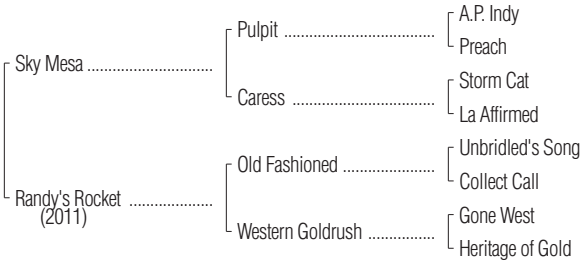 A.P. Indy
Pulpit ....................................
Preach
Sky Mesa ..............................
Storm Cat
Caress ..................................
La Affirmed
Unbridled's Song
Old Fashioned ......................
Collect Call
Randy's Rocket ....................
(2011)
Gone West
Western Goldrush ................
Heritage of Gold